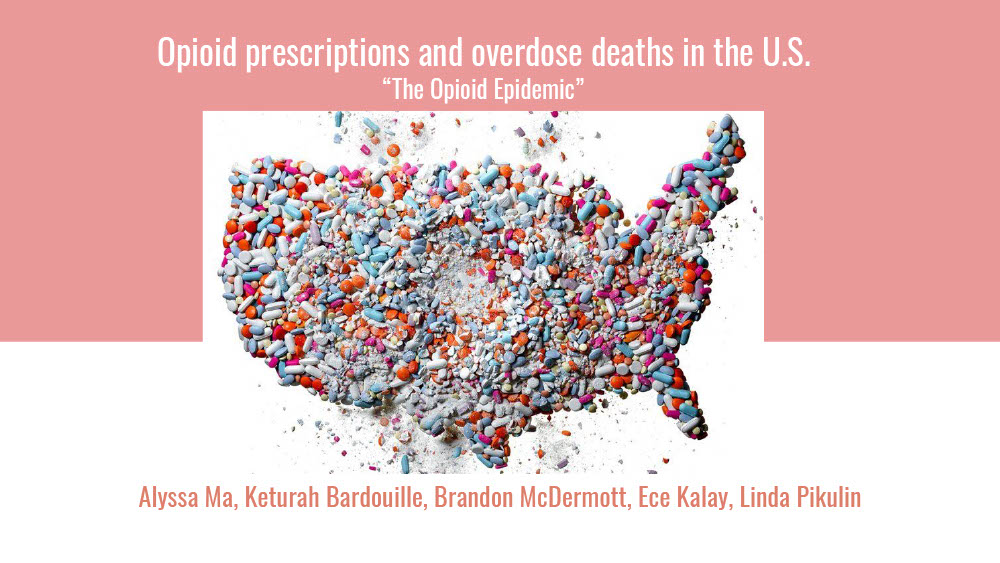 Opioid prescriptions and overdose deaths in the U.S.
“The Opioid Epidemic”
Alyssa Ma, Keturah Bardouille, Brandon McDermott, Ece Kalay, Linda Pikulin